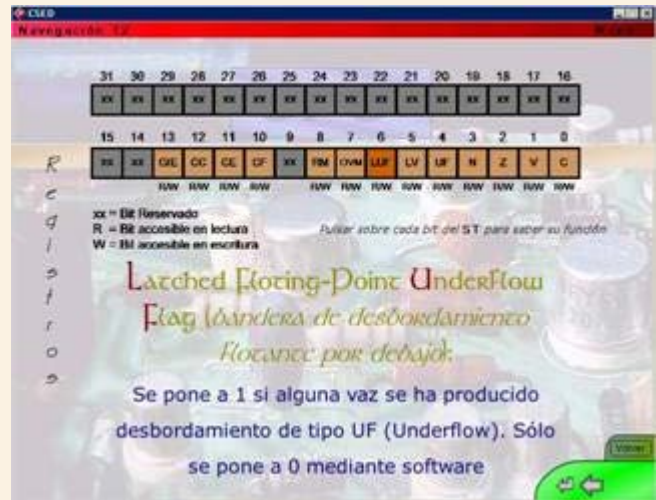 CSED
Navegación
31 30 29 28 27 26 25 24 23 22 21 20 19 18 17 16
xx xx xx xx xx xx xx xx xx xx xx xx xx xx xx xx
15 14 13 12 11 10 9 8 7 6 5 4 3 2 1 0
xx xx GIE CC CE CF xx RM OVM LUF LV UF N Z V C
R/W R/W R/W R/W R/W R/W R/W R/W R/W R/W R/W R/W R/W
xx = Bit Reservado
R = Bit accesible en lectura
W = Bit accesible en escritura
Pulsar sobre cada bit del ST para saber su función
Registros
Latched Floting-Point Underflow
Flag (bandera de desbordamiento
flotante por debajo).
Se pone a 1 si alguna vaz se ha producido
desbordamiento de tipo UF (Underflow). Sólo
se pone a 0 mediante software
Volver